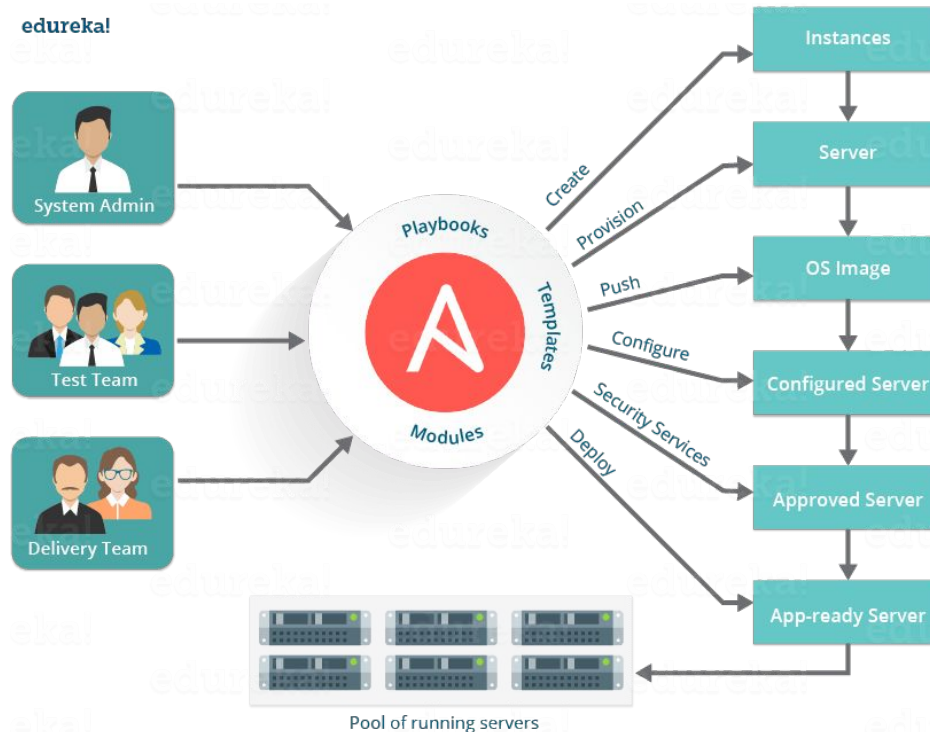 edureka!
System Admin
Test Team
Delivery Team
Playbooks
Templates
Modules
Create
Provision
Push
Configure
Security Services
Deploy
Instances
Server
OS Image
Configured Server
Approved Server
App-ready Server
Pool of running servers